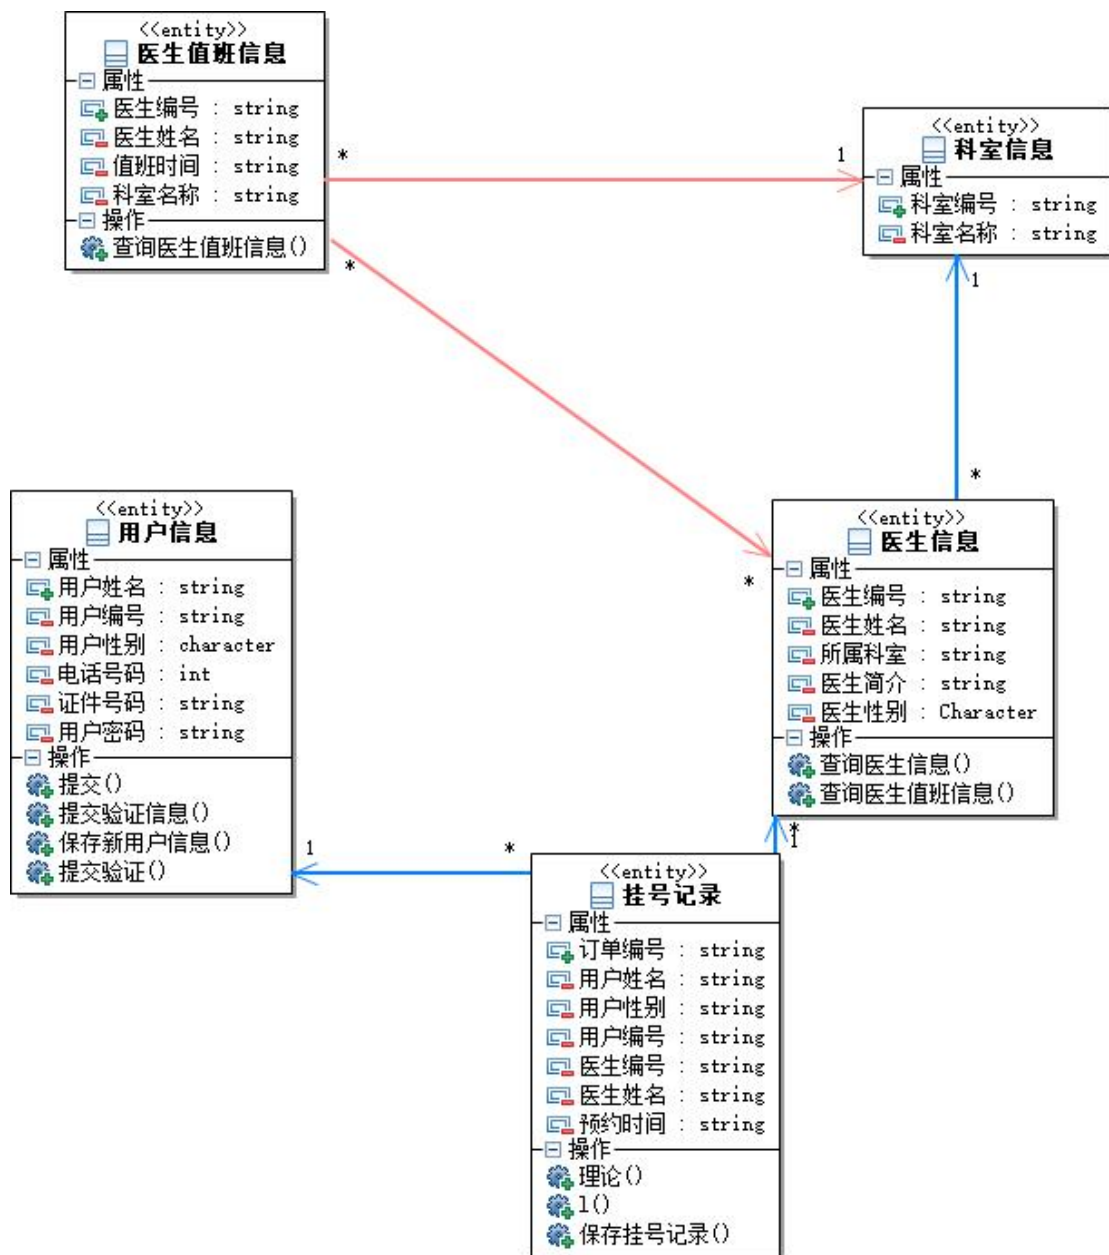 <<entity>>
医生值班信息
属性
医生编号 : string
医生姓名 : string
值班时间 : string
科室名称 : string
操作
查询医生值班信息()
<<entity>>
科室信息
属性
科室编号 : string
科室名称 : string
*
1
*
1
*
*
<<entity>>
用户信息
属性
用户姓名 : string
用户编号 : string
用户性别 : character
电话号码 : int
证件号码 : string
用户密码 : string
操作
提交()
提交验证信息()
保存新用户信息()
提交验证()
<<entity>>
医生信息
属性
医生编号 : string
医生姓名 : string
所属科室 : string
医生简介 : string
医生性别 : Character
操作
查询医生信息()
查询医生值班信息()
1
*
*
1
<<entity>>
挂号记录
属性
订单编号 : string
用户姓名 : string
用户性别 : string
用户编号 : string
医生编号 : string
医生姓名 : string
预约时间 : string
操作
理论()
1()
保存挂号记录()